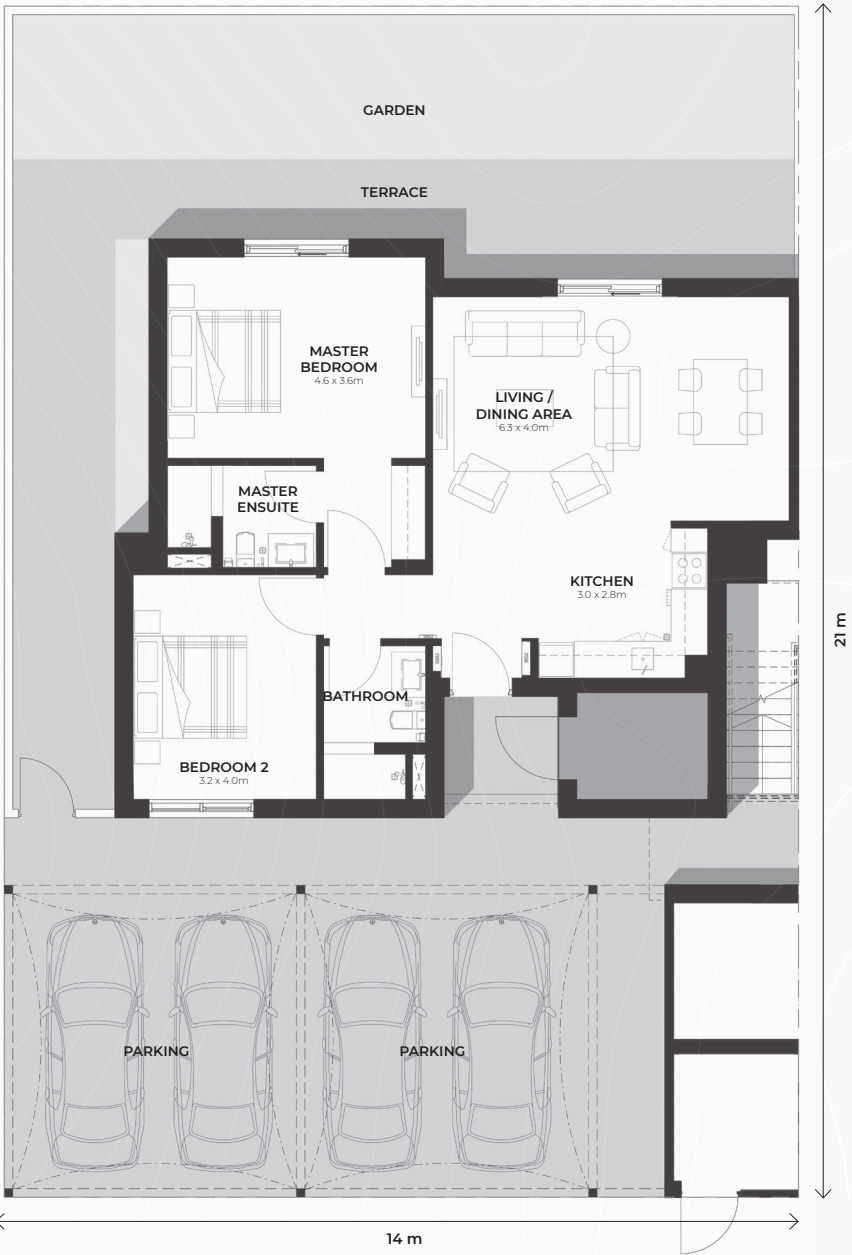 GARDEN
TERRACE
MASTER
BEDROOM
4.6 x 3.6m
LIVING /
DINING AREA
6.3 x 4.0m
MASTER
ENSUITE
KITCHEN
3.0 x 2.8m
21 m
BATHROOM
BEDROOM 2
3.2 x 4.0m
PARKING
PARKING
14 m